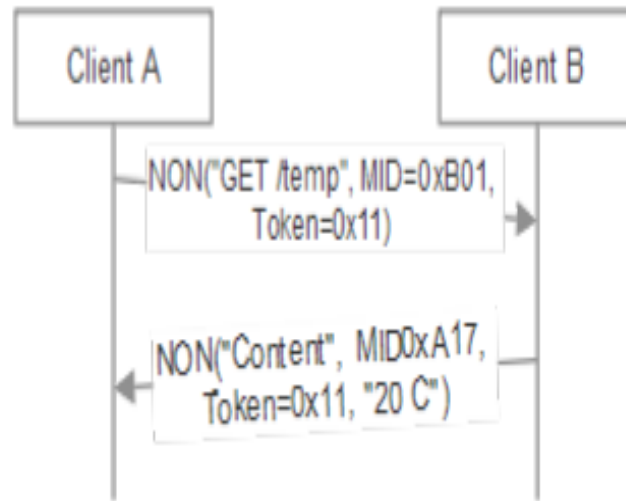 Client A
Client B
NON("GET /temp", MID=0xB01,
Token=0x11)
NON("Content", MID0xA17,
Token=0x11, "20 C")